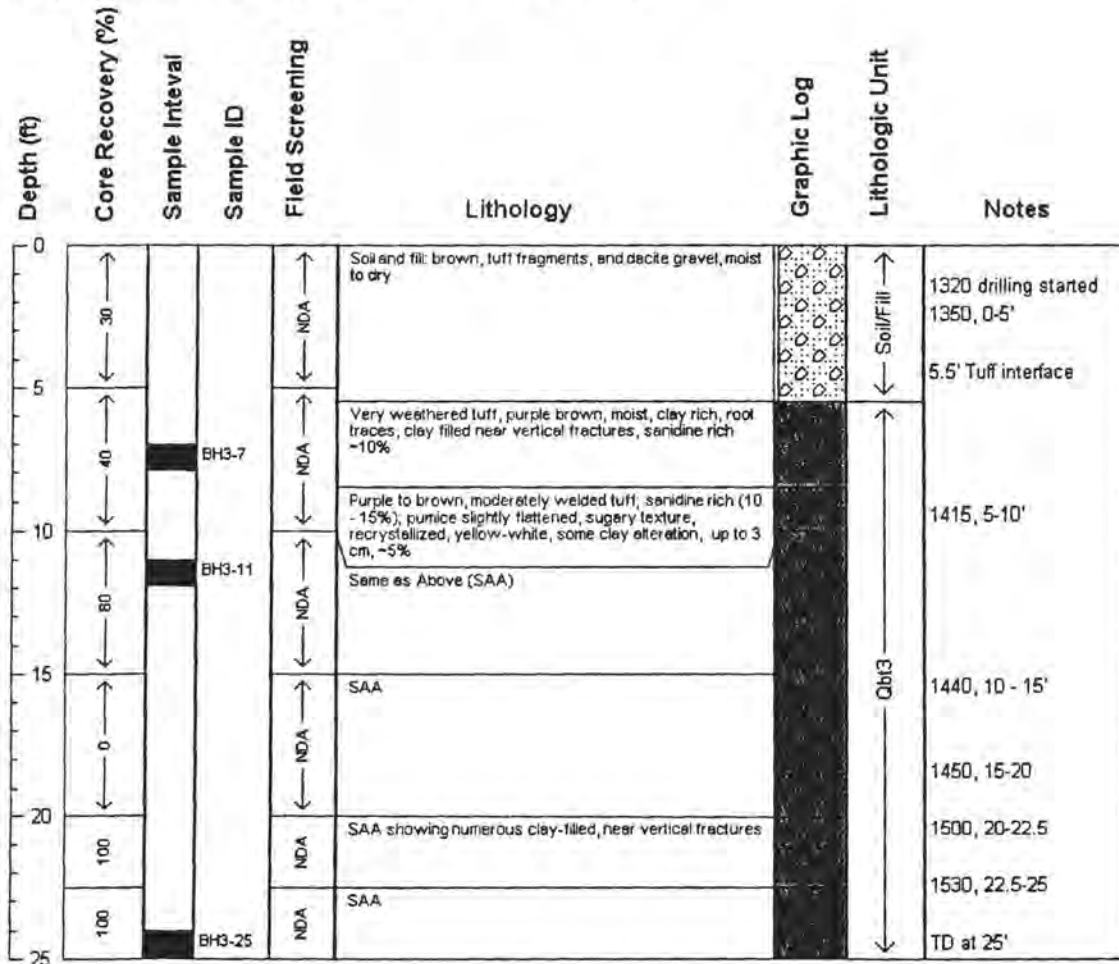 Depth (ft)
Core Recovery (%)
Sample Inteval
Sample ID
Field Screening
Lithology
Graphic Log
Lithologic Unit
Notes
0
30
NDA
Soil and fill: brown, tuff fragments, and dacite gravel, moist
to dry
Soil/Fill
1320 drilling started
1350, 0-5'
5.5' Tuff interface
5
40
BH3-7
NDA
Very weathered tuff, purple brown, moist, clay rich, root
traces; clay filled near vertical fractures, sanidine rich
~10%
Purple to brown, moderately welded tuff; sanidine rich (10
- 15%); pumice slightly flattened, sugary texture,
recrystallized, yellow-white, some clay alteration, up to 3
cm, ~5%
1415, 5-10'
10
80
BH3-11
NDA
Same as Above (SAA)
Qbt3
15
0
NDA
SAA
1440, 10 - 15'
1450, 15-20
20
100
NDA
SAA showing numerous clay-filled, near vertical fractures
1500, 20-22.5
100
BH3-25
NDA
SAA
1530, 22.5-25
TD at 25'
25